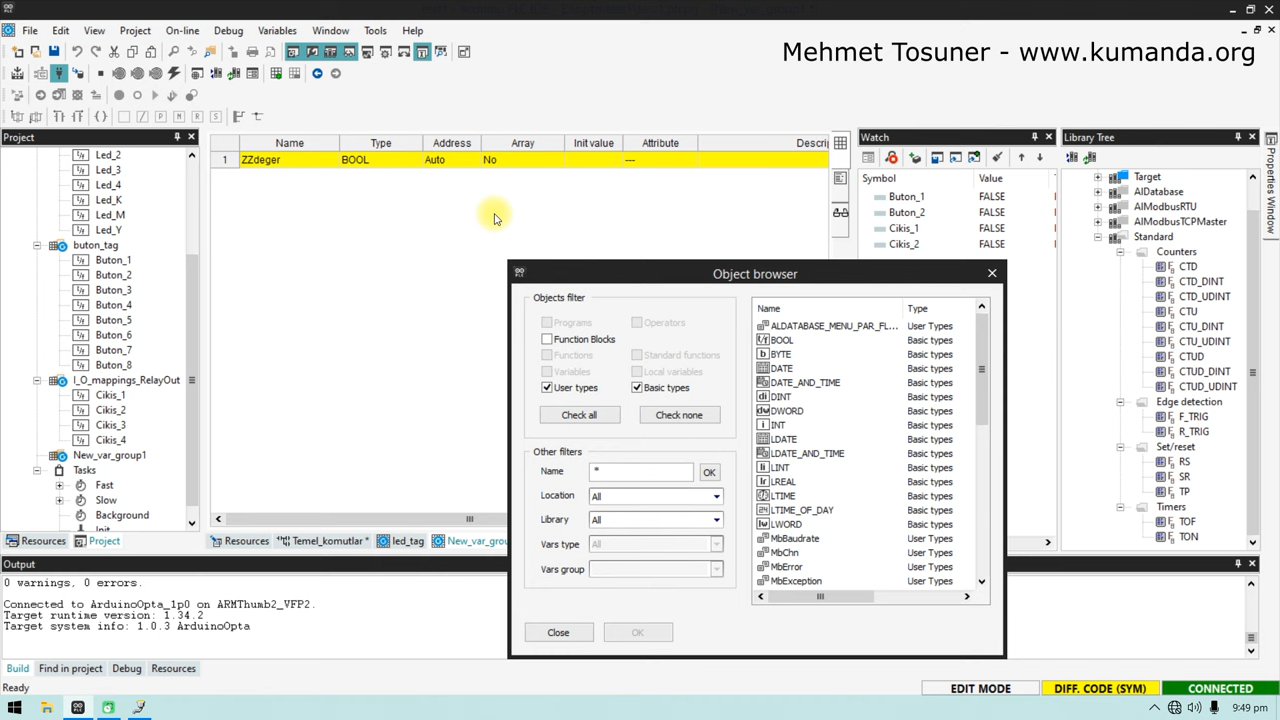 File Edit View Project On-line Debug Variables Window Tools Help
Mehmet Tosuner - www.kumanda.org
Project
Led_2
Led_3
Led_4
Led_K
Led_M
Led_Y
buton_tag
Buton_1
Buton_2
Buton_3
Buton_4
Buton_5
Buton_6
Buton_7
Buton_8
I_O_mappings_RelayOut
Cikis_1
Cikis_2
Cikis_3
Cikis_4
New_var_group1
Tasks
Fast
Slow
Background
Init
Resources Project
Name Type Address Array Init value Attribute Descri
1 ZZdeger BOOL Auto No ---
Resources Temel_komutlar* led_tag New_var_gro
Watch
Symbol Value
Buton_1 FALSE
Buton_2 FALSE
Cikis_1 FALSE
Cikis_2 FALSE
Library Tree
Target
AlDatabase
AlModbusRTU
AlModbusTCPMaster
Standard
Counters
CTD
CTD_DINT
CTD_UDINT
CTU
CTU_DINT
CTU_UDINT
CTUD
CTUD_DINT
CTUD_UDINT
Edge detection
F_TRIG
R_TRIG
Set/reset
RS
SR
TP
Timers
TOF
TON
Properties Window
Object browser
Objects filter
Programs Operators
Function Blocks
Functions Standard functions
Variables Local variables
User types Basic types
Check all Check none
Other filters
Name * OK
Location All
Library All
Vars type All
Vars group
Close OK
Name Type
ALDATABASE_MENU_PAR_FL... User Types
BOOL Basic types
BYTE Basic types
DATE Basic types
DATE_AND_TIME Basic types
DINT Basic types
DWORD Basic types
INT Basic types
LDATE Basic types
LDATE_AND_TIME Basic types
LINT Basic types
LREAL Basic types
LTIME Basic types
LTIME_OF_DAY Basic types
LWORD Basic types
MbBaudrate User Types
MbChn User Types
MbError User Types
MbException User Types
Output
0 warnings, 0 errors.
Connected to ArduinoOpta_1p0 on ARMThumb2_VFP2.
Target runtime version: 1.34.2
Target system info: 1.0.3 ArduinoOpta
Build Find in project Debug Resources
Ready
EDIT MODE DIFF. CODE (SYM) CONNECTED
9:49 pm